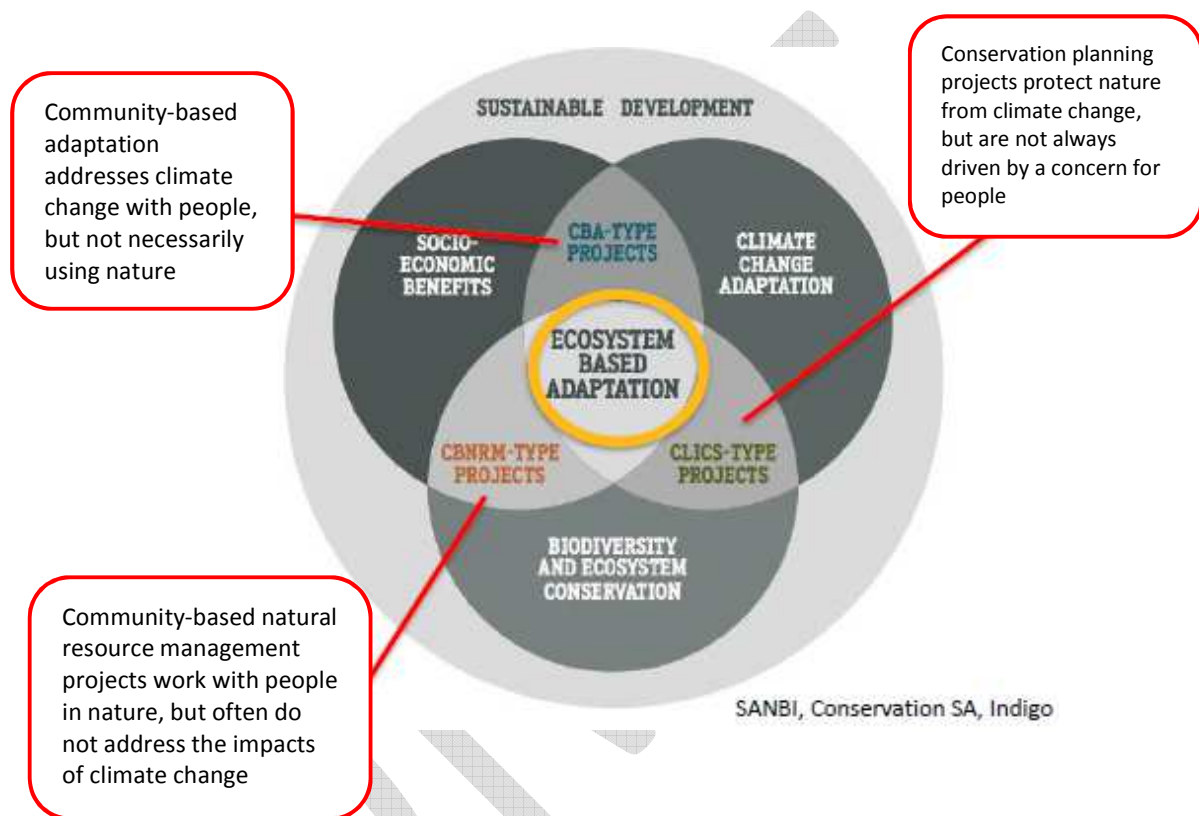 Community-based
adaptation
addresses climate
change with people,
but not necessarily
using nature
Conservation planning
projects protect nature
from climate change,
but are not always
driven by a concern for
people
SUSTAINABLE DEVELOPMENT
SOCIO-
ECONOMIC
BENEFITS
CBA-TYPE
PROJECTS
CLIMATE
CHANGE
ADAPTATION
ECOSYSTEM
BASED
ADAPTATION
CBNRM-TYPE
PROJECTS
CLICS-TYPE
PROJECTS
BIODIVERSITY
AND ECOSYSTEM
CONSERVATION
Community-based natural
resource management
projects work with people
in nature, but often do
not address the impacts
of climate change
SANBI, Conservation SA, Indigo